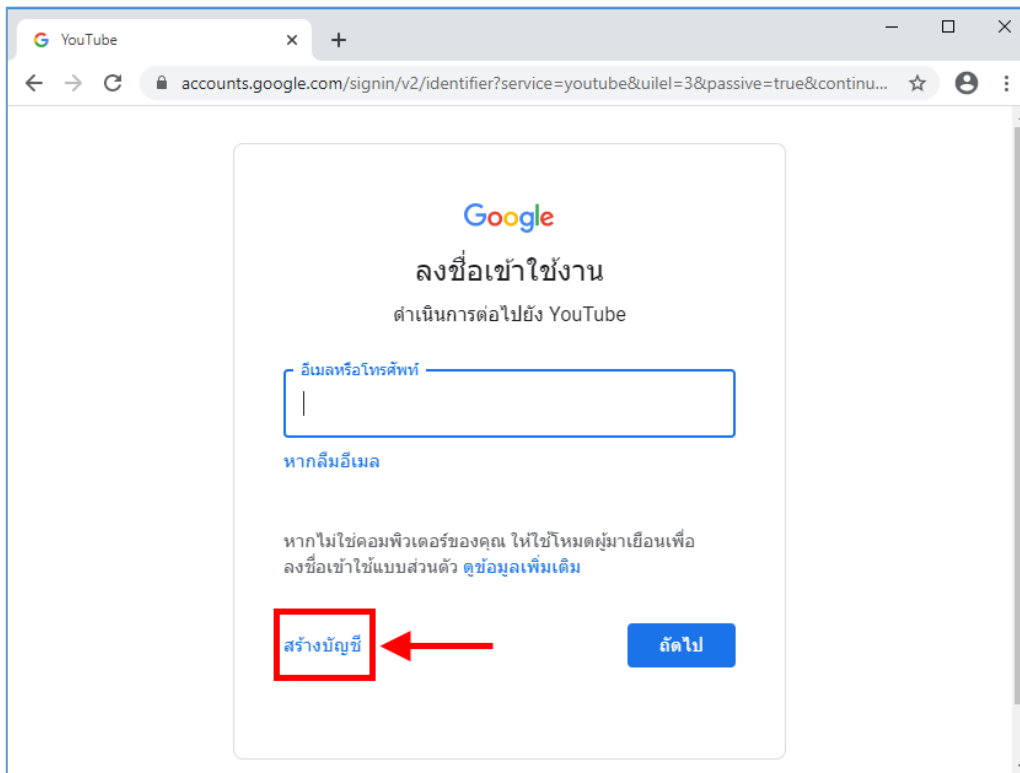 YouTube
accounts.google.com/signin/v2/identifier?service=youtube&uilel=3&passive=true&continu...
Google
ลงชื่อเข้าใช้งาน
ดำเนินการต่อไปยัง YouTube
อีเมลหรือโทรศัพท์
หากลืมอีเมล
หากไม่ใช่คอมพิวเตอร์ของคุณ ให้ใช้โหมดผู้มาเยือนเพื่อ
ลงชื่อเข้าใช้แบบส่วนตัว ดูข้อมูลเพิ่มเติม
สร้างบัญชี
ถัดไป